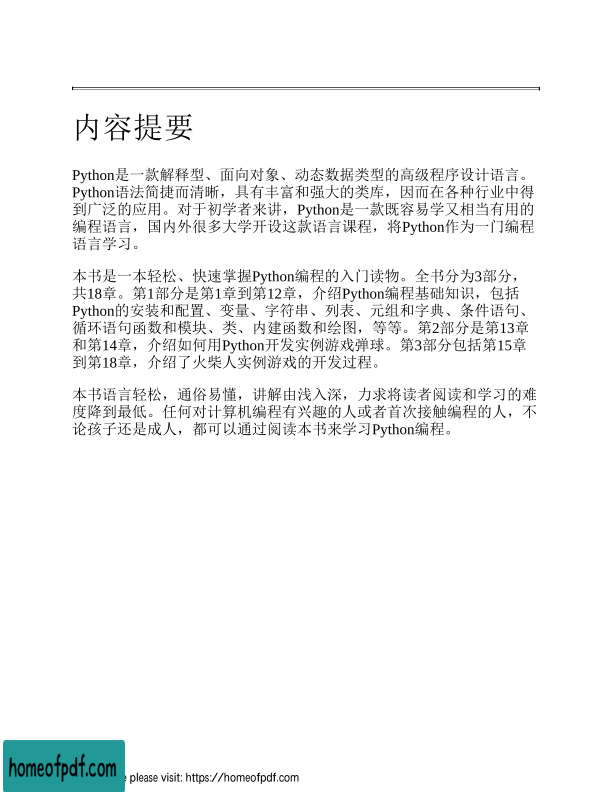 内容提要
Python是一款解释型、面向对象、动态数据类型的高级程序设计语言。
Python语法简捷而清晰，具有丰富和强大的类库，因而在各种行业中得
到广泛的应用。对于初学者来讲，Python是一款既容易学又相当有用的
编程语言，国内外很多大学开设这款语言课程，将Python作为一门编程
语言学习。
本书是一本轻松、快速掌握Python编程的入门读物。全书分为3部分，
共18章。第1部分是第1章到第12章，介绍Python编程基础知识，包括
Python的安装和配置、变量、字符串、列表、元组和字典、条件语句、
循环语句函数和模块、类、内建函数和绘图，等等。第2部分是第13章
和第14章，介绍如何用Python开发实例游戏弹球。第3部分包括第15章
到第18章，介绍了火柴人实例游戏的开发过程。
本书语言轻松，通俗易懂，讲解由浅入深，力求将读者阅读和学习的难
度降到最低。任何对计算机编程有兴趣的人或者首次接触编程的人，不
论孩子还是成人，都可以通过阅读本书来学习Python编程。
homeofpdf.com
please visit: https://homeofpdf.com